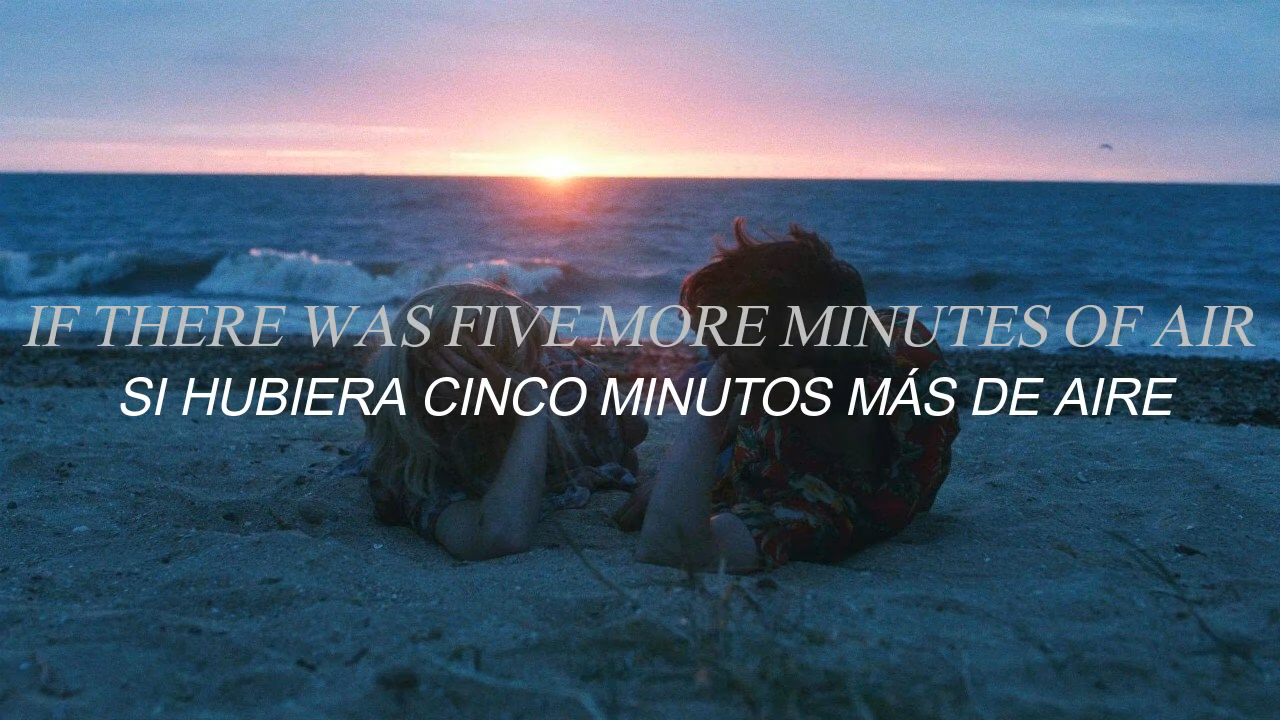 IF THERE WAS FIVE MORE MINUTES OF AIR
SI HUBIERA CINCO MINUTOS MÁS DE AIRE